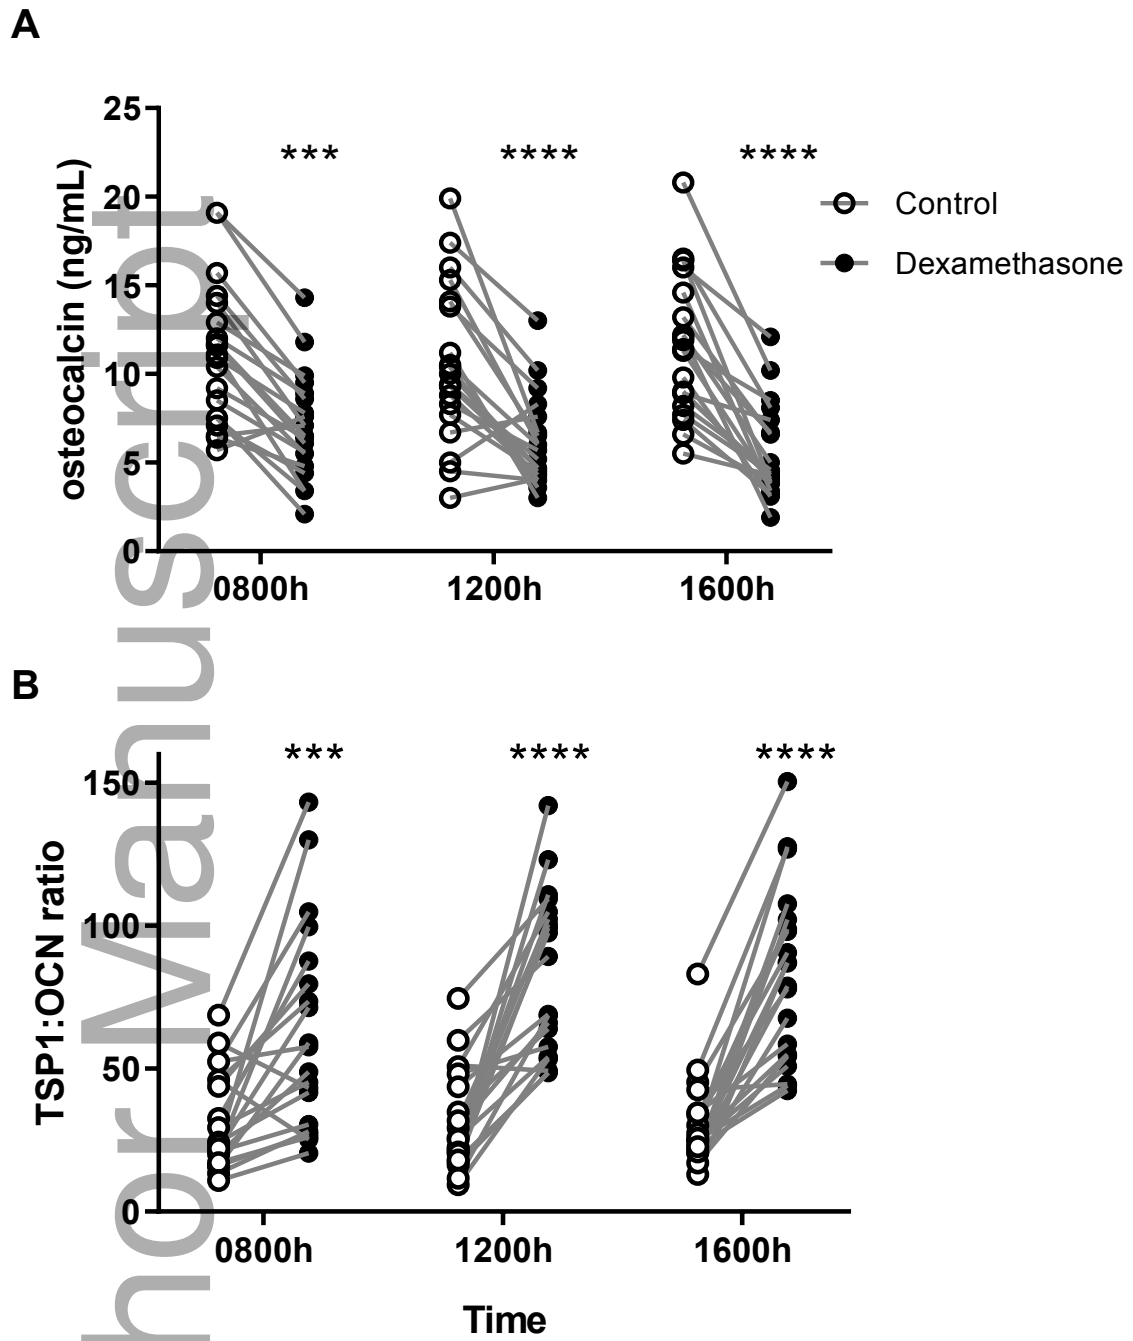 A
25
20
15
10
5
0
osteocalcin (ng/mL)
*** **** ****
Control
Dexamethasone
0800h 1200h 1600h
B
150
100
50
0
TSP1:OCN ratio
*** **** ****
0800h 1200h 1600h
Time
hor Manuscript